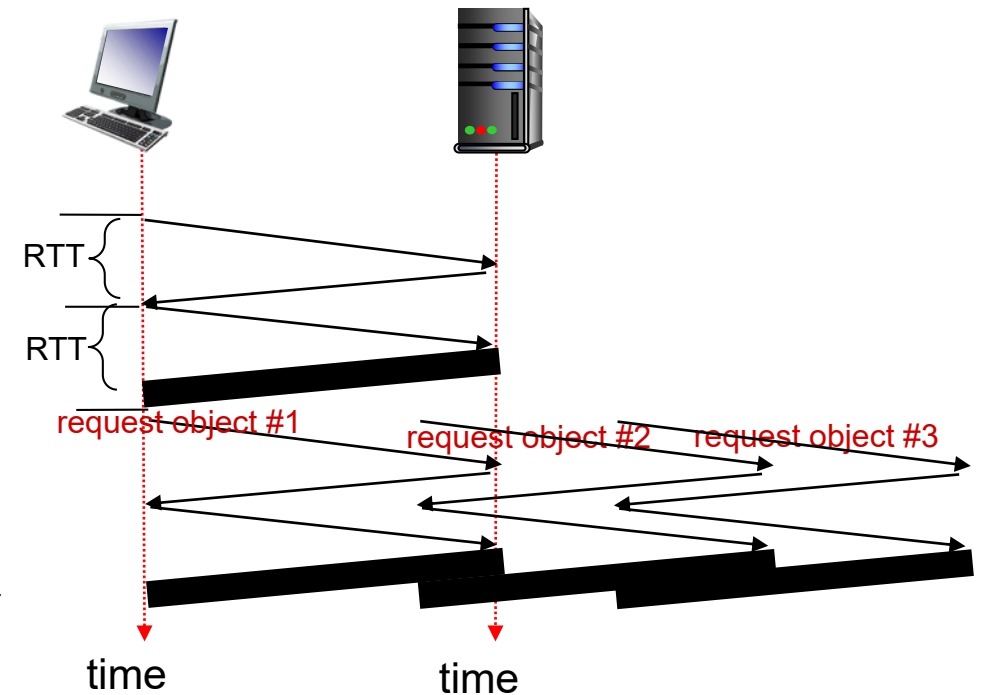 RTT
RTT
request object #1
request object #2
request object #3
time
time